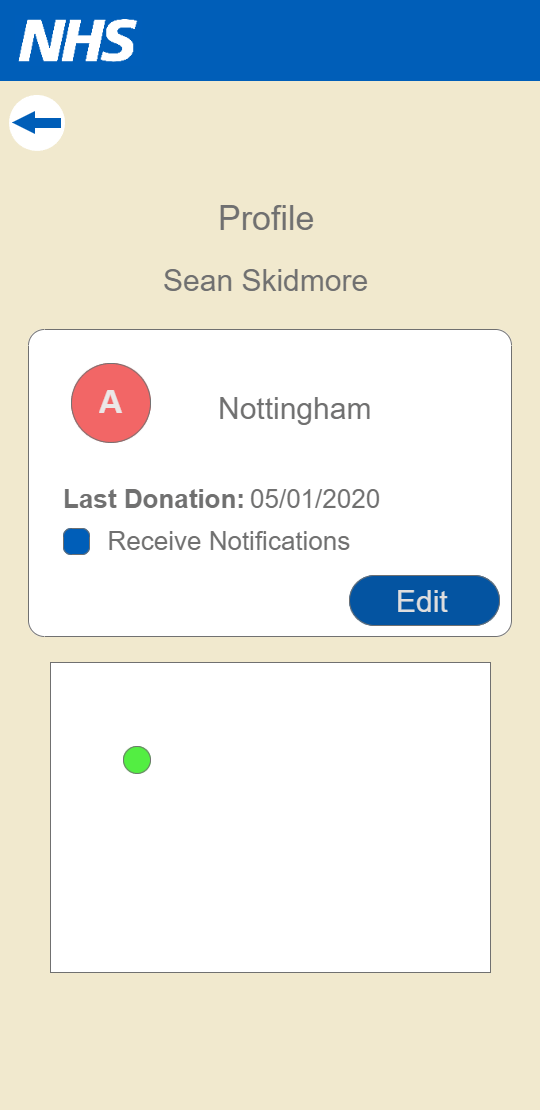 NHS
Profile
Sean Skidmore
A
Nottingham
Last Donation: 05/01/2020
Receive Notifications
Edit